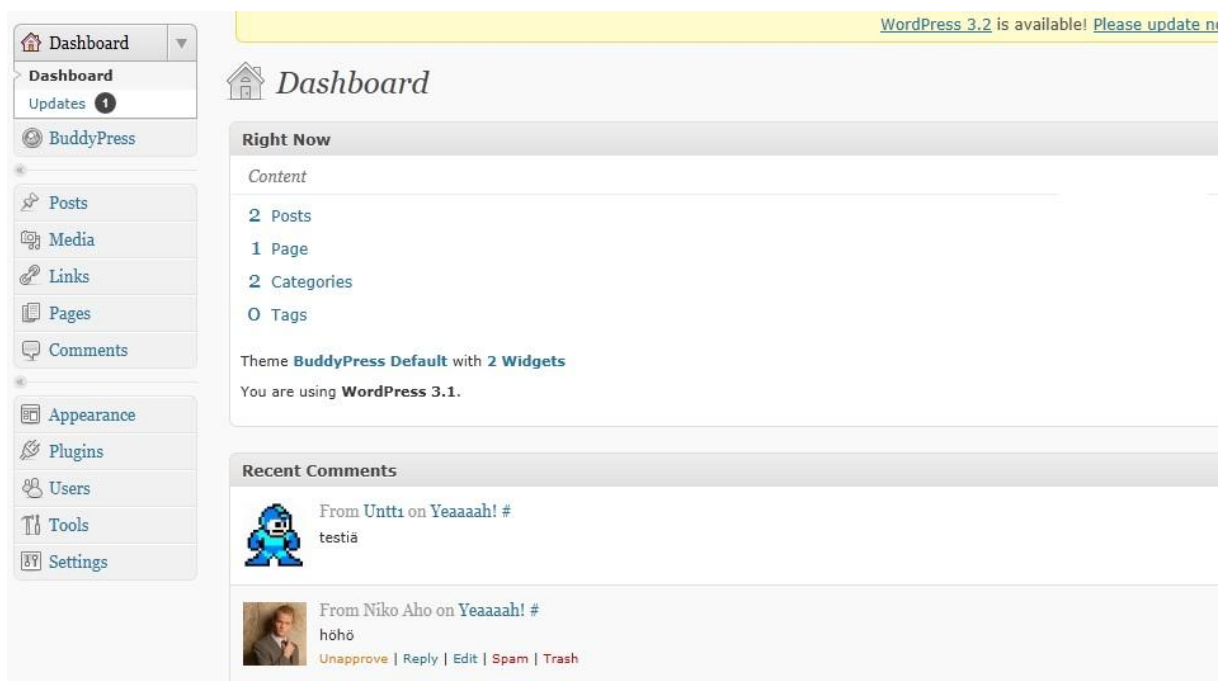 Dashboard
Dashboard
Updates 1
BuddyPress
Posts
Media
Links
Pages
Comments
Appearance
Plugins
Users
Tools
Settings
WordPress 3.2 is available! Please update
Dashboard
Right Now
Content
2 Posts
1 Page
2 Categories
0 Tags
Theme BuddyPress Default with 2 Widgets
You are using WordPress 3.1.
Recent Comments
From Untt1 on Yeaaaah! #
testiä
From Niko Aho on Yeaaaah! #
höhö
Unapprove | Reply | Edit | Spam | Trash